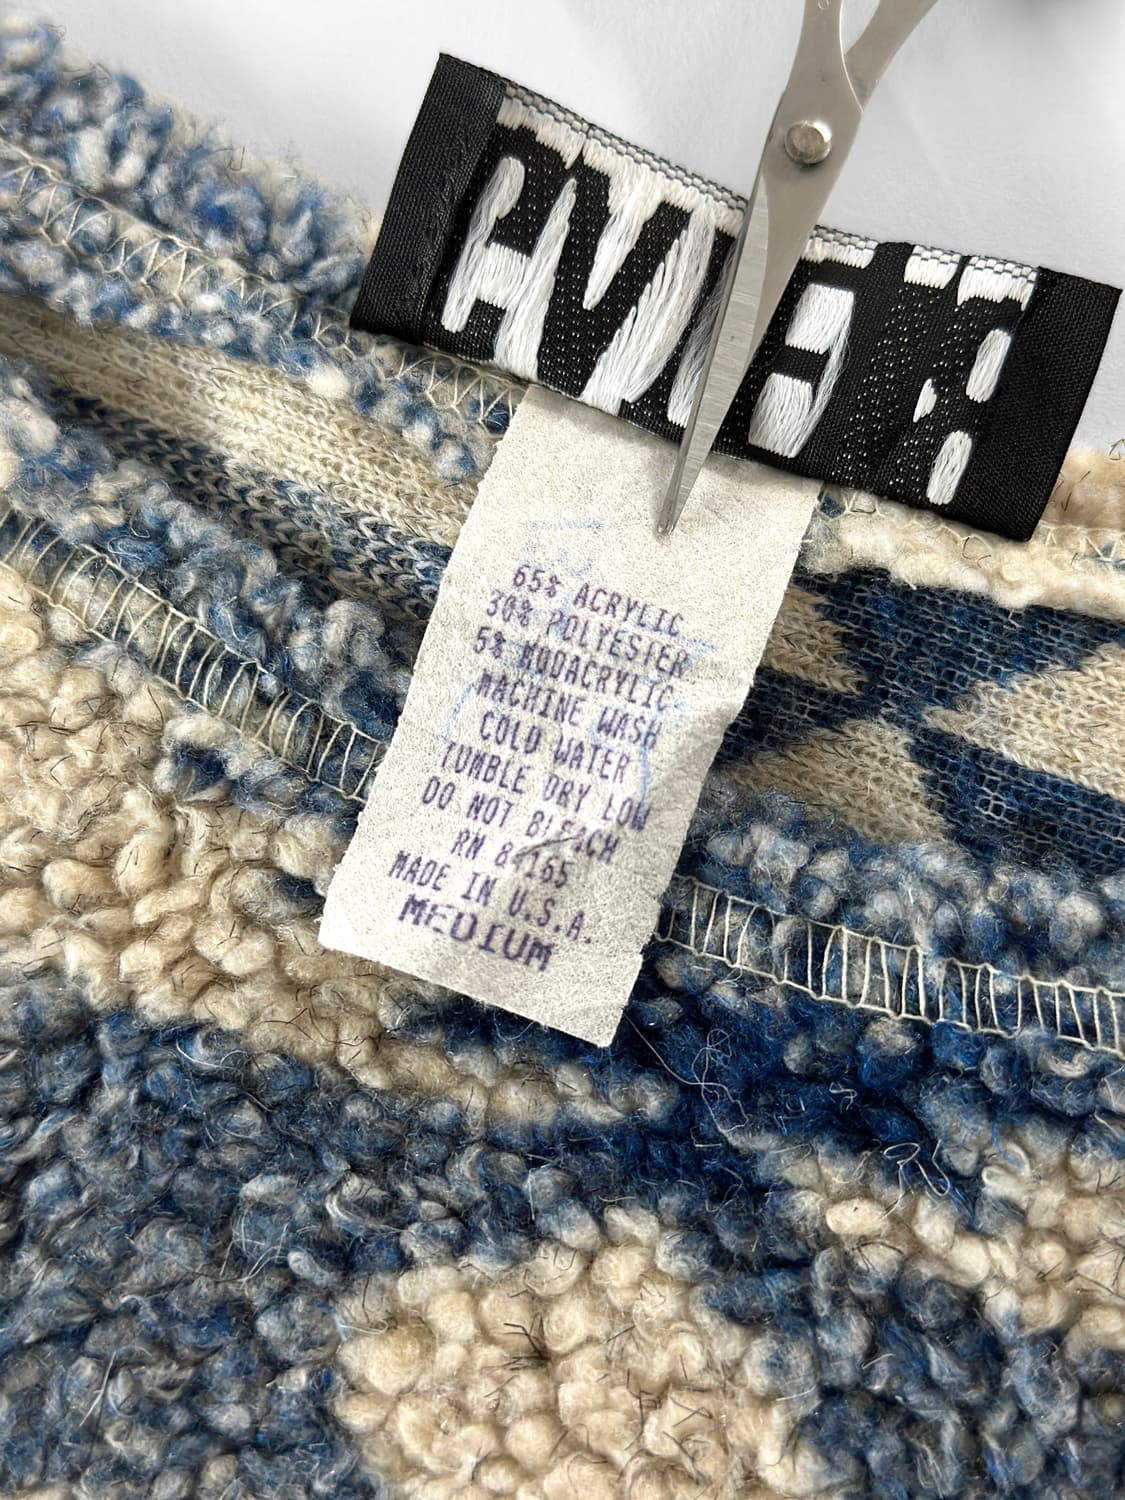 65% ACRYLIC
30% POLYESTER
5% MODACRYLIC
MACHINE WASH
COLD WATER
TUMBLE DRY LOW
DO NOT BLEACH
RN
MADE IN U.S.A.
MEDIUM